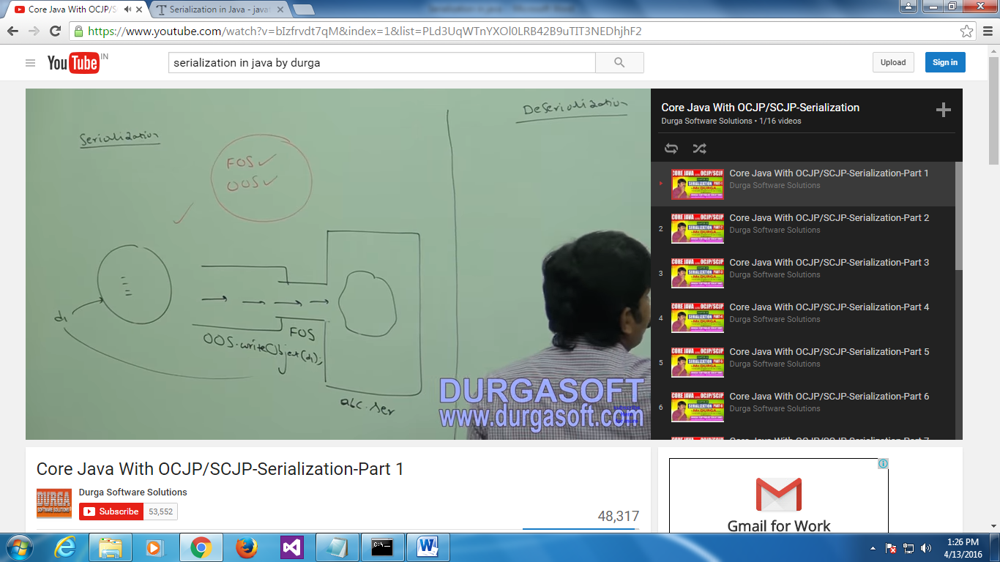 Core Java With OCJP/S
Serialization in Java - java
https://www.youtube.com/watch?v=bIzfrvdt7qM&index=1&list=PLd3UqWTnYXOl0LRB42B9uTIT3NEDhjhF2
YouTube IN
serialization in java by durga
Upload
Sign in
Serialization
FOS
OOS
d1
FOS
OOS.writeObject(d1);
abc.ser
Deserialization
DURGASOFT
www.durgasoft.com
Core Java With OCJP/SCJP-Serialization
Durga Software Solutions • 1/16 videos
Core Java With OCJP/SCJP-Serialization-Part 1
Durga Software Solutions
2
Core Java With OCJP/SCJP-Serialization-Part 2
Durga Software Solutions
3
Core Java With OCJP/SCJP-Serialization-Part 3
Durga Software Solutions
4
Core Java With OCJP/SCJP-Serialization-Part 4
Durga Software Solutions
5
Core Java With OCJP/SCJP-Serialization-Part 5
Durga Software Solutions
6
Core Java With OCJP/SCJP-Serialization-Part 6
Durga Software Solutions
Core Java With OCJP/SCJP-Serialization-Part 7
Core Java With OCJP/SCJP-Serialization-Part 1
DURGA
SOFTWARE SOLUTIONS
Durga Software Solutions
Subscribe 53,552
48,317
Gmail for Work
1:26 PM
4/13/2016